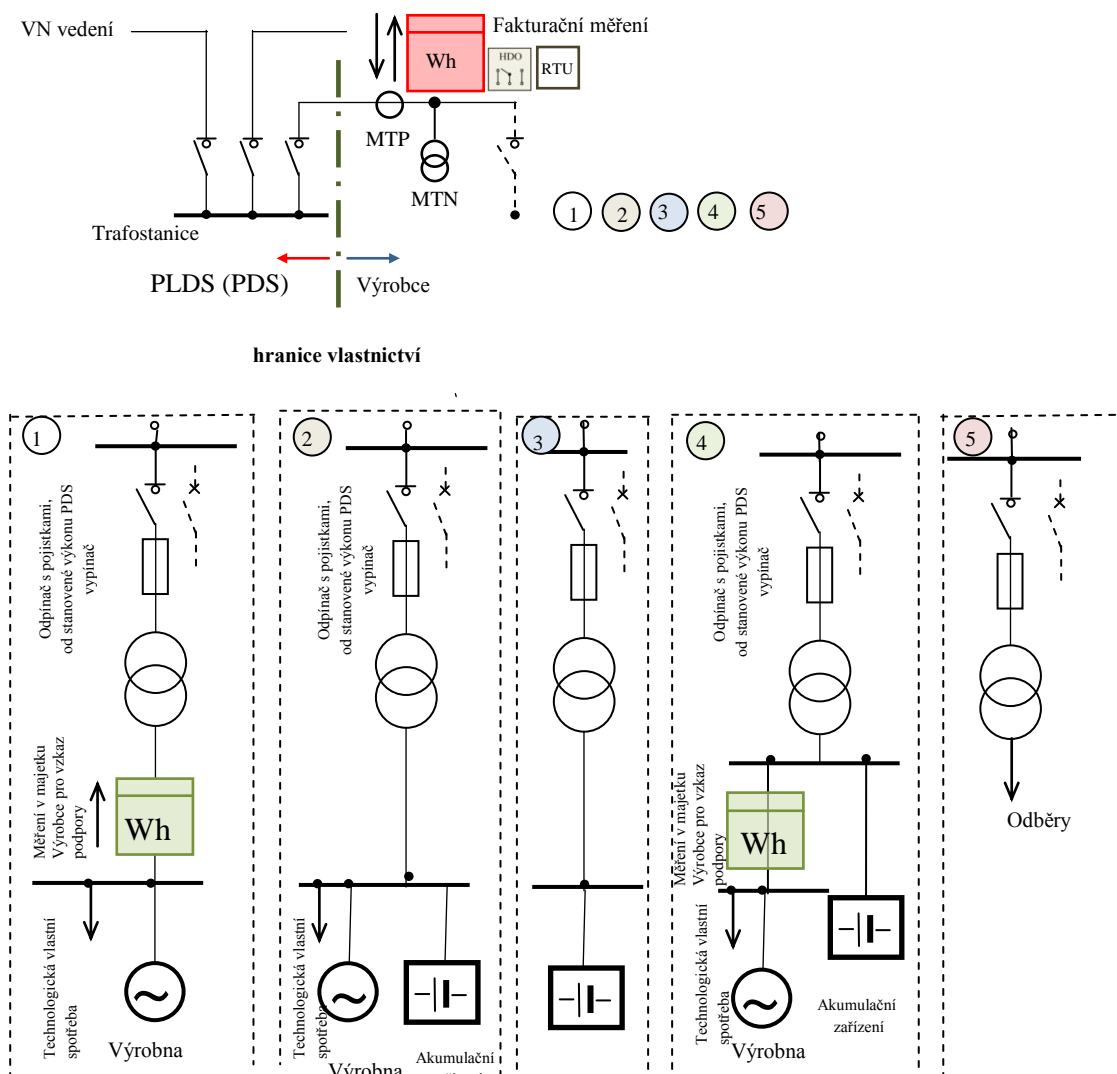 VN vedení
Fakturační měření
Wh
HDO
RTU
MTP
MTN
Trafostanice
1 2 3 4 5
PLDS (PDS)
Výrobce
hranice vlastnictví
1
Odpínač s pojistkami,
od stanovené výkonu PDS
vypínač
Měření v majetku
Výrobce pro vzkaz
podpory
Wh
Technologická vlastní
spotřeba
Výrobna
2
Odpínač s pojistkami,
od stanovené výkonu PDS
vypínač
Technologická vlastní
spotřeba
Výrobna
Akumulační
3
4
Odpínač s pojistkami,
od stanovené výkonu PDS
vypínač
Měření v majetku
Výrobce pro vzkaz
podpory
Wh
Technologická vlastní
spotřeba
Výrobna
Akumulační
zařízení
5
Odběry